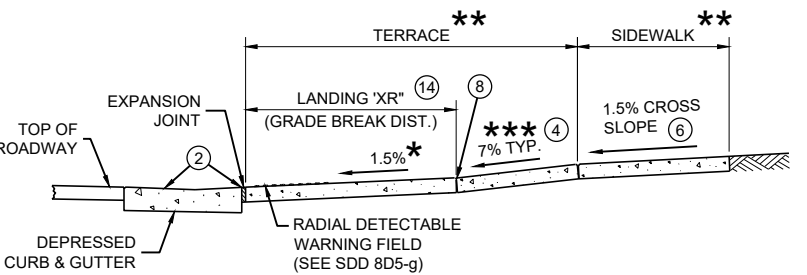 TERRACE **
SIDEWALK **
LANDING 'XR" 14
(GRADE BREAK DIST.)
8
EXPANSION
JOINT
TOP OF
ROADWAY
2
1.5%*
*** 4
7% TYP.
1.5% CROSS
SLOPE 6
DEPRESSED
CURB & GUTTER
RADIAL DETECTABLE
WARNING FIELD
(SEE SDD 8D5-g)